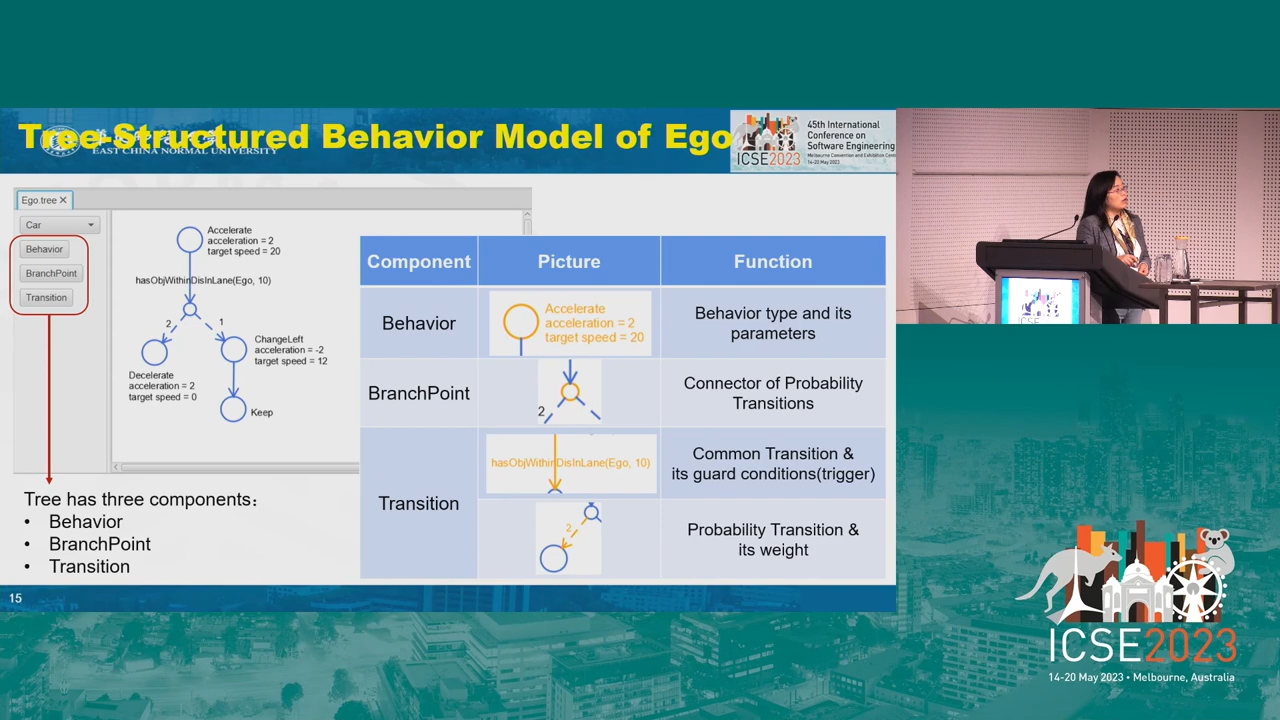 Tree-Structured Behavior Model of Ego
EAST CHINA NORMAL UNIVERSITY
ICSE2023
45th International
Conference on
Software Engineering
Melbourne Convention and Exhibition
14-20 May 2023
Ego.tree
Car
Behavior
BranchPoint
Transition
Accelerate
acceleration = 2
target speed = 20
hasObjWithinDisInLane(Ego, 10)
2
1
ChangeLeft
acceleration = -2
target speed = 12
Decelerate
acceleration = 2
target speed = 0
Keep
Tree has three components：
• Behavior
• BranchPoint
• Transition
Component Picture Function
Behavior
Accelerate
acceleration = 2
target speed = 20
Behavior type and its
parameters
BranchPoint
2
Connector of Probability
Transitions
Transition
hasObjWithinDisInLane(Ego, 10)
Common Transition &
its guard conditions(trigger)
2
Probability Transition &
its weight
15
ICSE2023
14-20 May 2023 • Melbourne, Australia